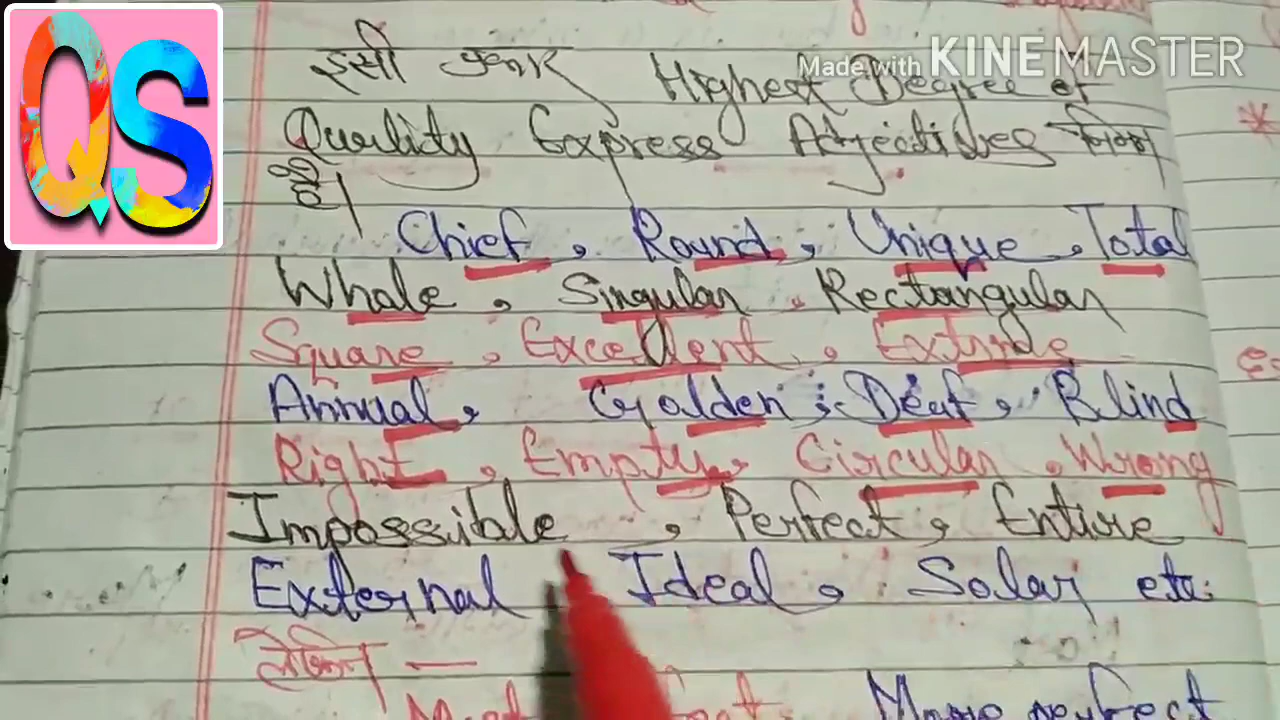 QS
Made with KINEMASTER
इसी प्रकार Highest Degree of
Quality Express Adjectives
है।
Chief, Round, Unique, Total
Whole, Singular, Rectangular
Square, Excellent, Extreme
Annual, Golden, Deaf, Blind
Right, Empty, Circular, Wrong
Impossible, Perfect, Entire
External Ideal, Solar etc.
लेकिन —
More perfect